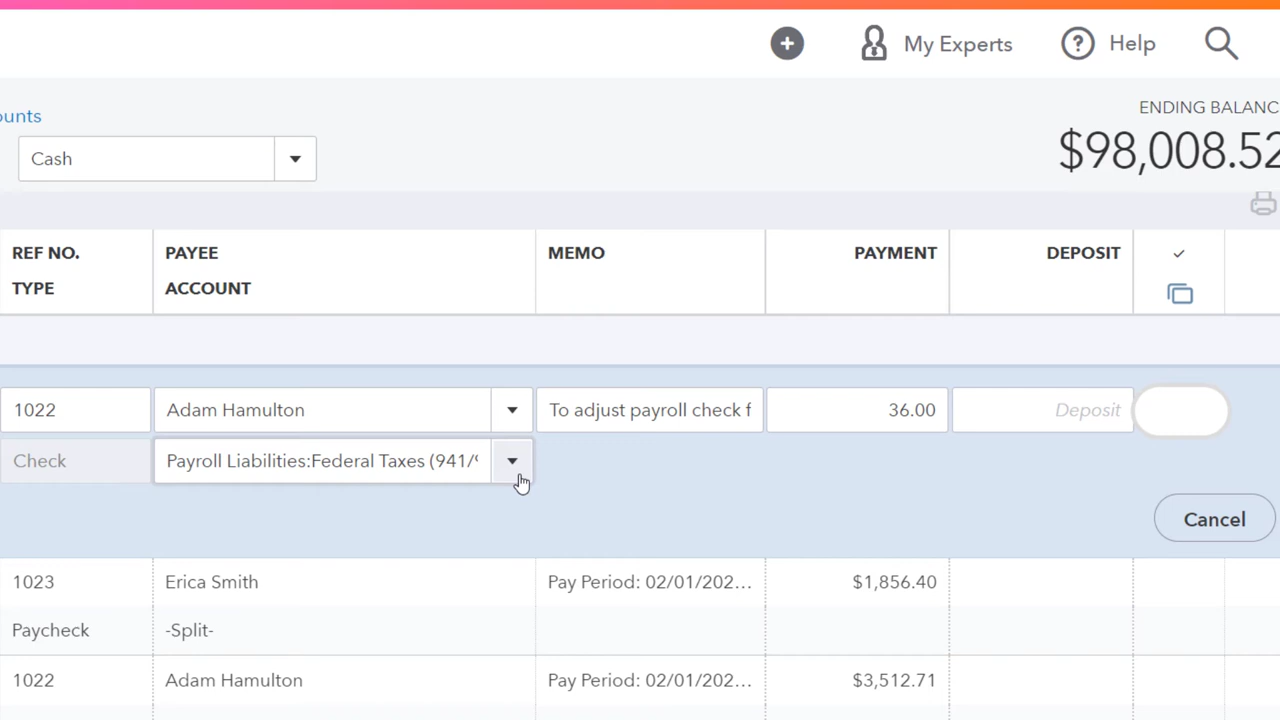 My Experts Help
ounts
ENDING BALANC
Cash
$98,008.52
REF NO. PAYEE MEMO PAYMENT DEPOSIT
TYPE ACCOUNT
1022 Adam Hamulton To adjust payroll check f 36.00 Deposit
Check Payroll Liabilities:Federal Taxes (941/9
Cancel
1023 Erica Smith Pay Period: 02/01/202... $1,856.40
Paycheck -Split-
1022 Adam Hamulton Pay Period: 02/01/202... $3,512.71